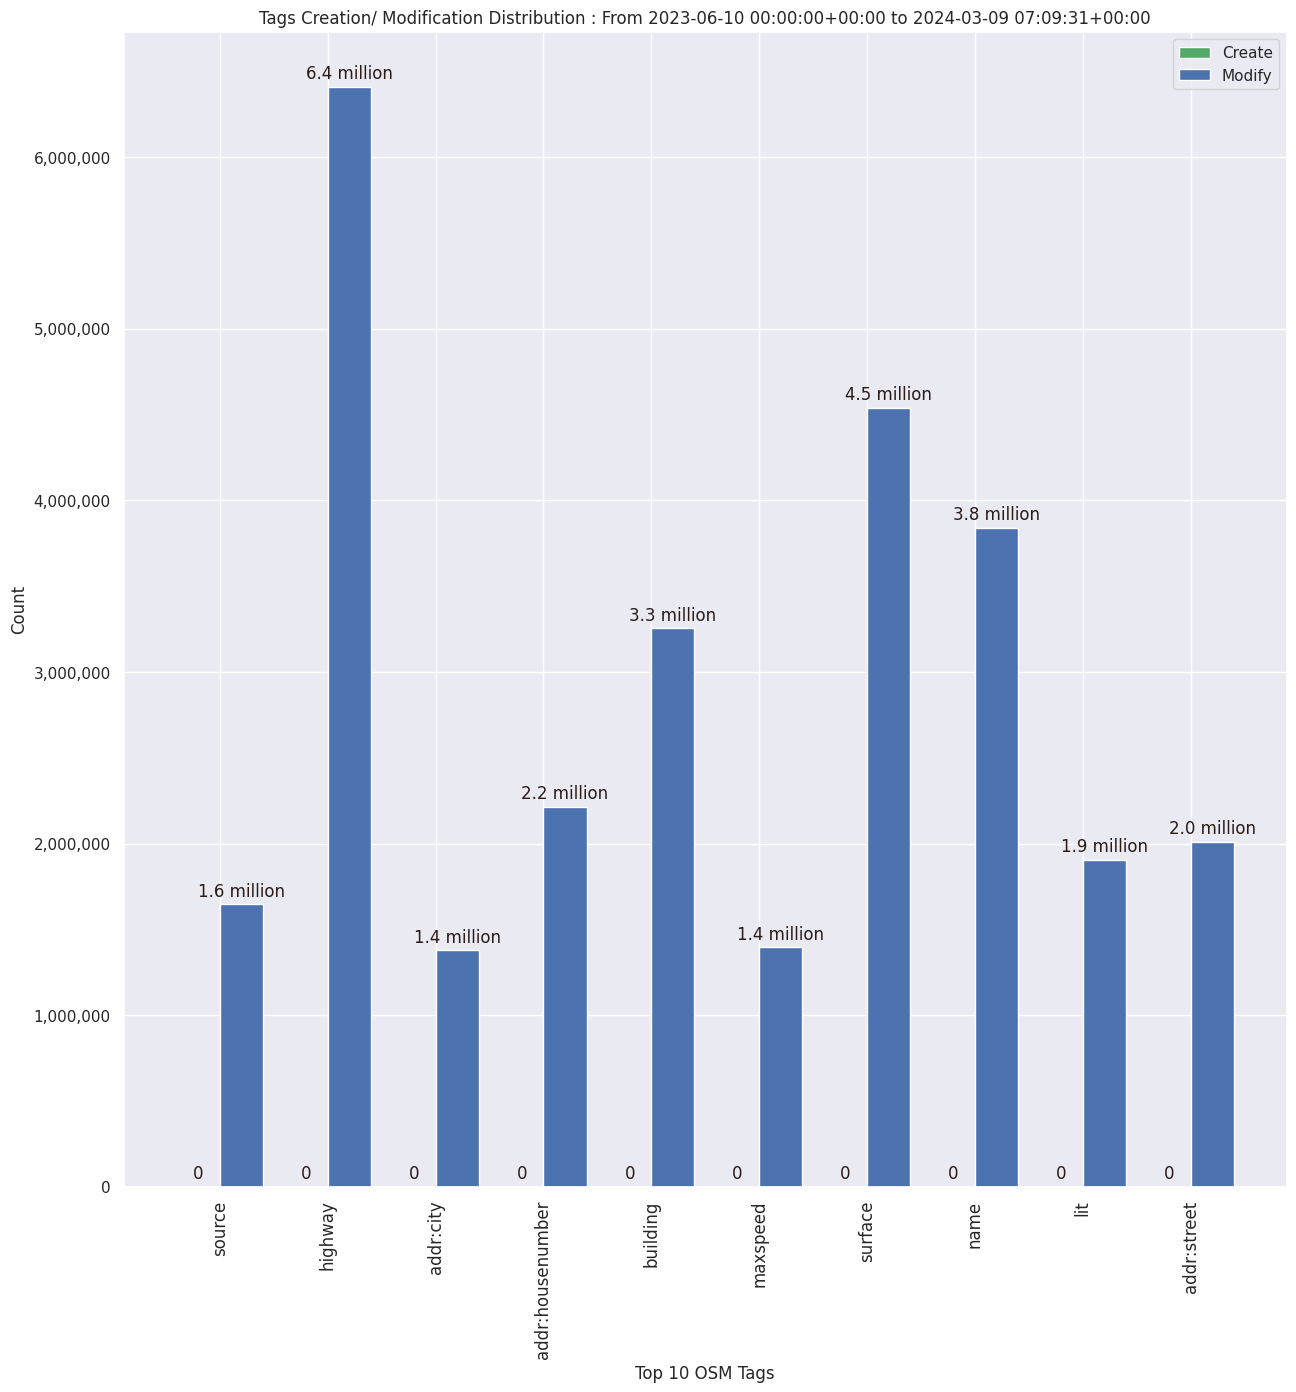 Tags Creation/ Modification Distribution : From 2023-06-10 00:00:00+00:00 to 2024-03-09 07:09:31+00:00
Create
Modify
6.4 million
6,000,000
5,000,000
4.5 million
4,000,000
3.8 million
3.3 million
3,000,000
2.2 million
2,000,000
2.0 million
1.9 million
1.6 million
1.4 million
1.4 million
1,000,000
0
0 0 0 0 0 0 0 0 0 0
Count
source
highway
addr:city
addr:housenumber
building
maxspeed
surface
name
lit
addr:street
Top 10 OSM Tags